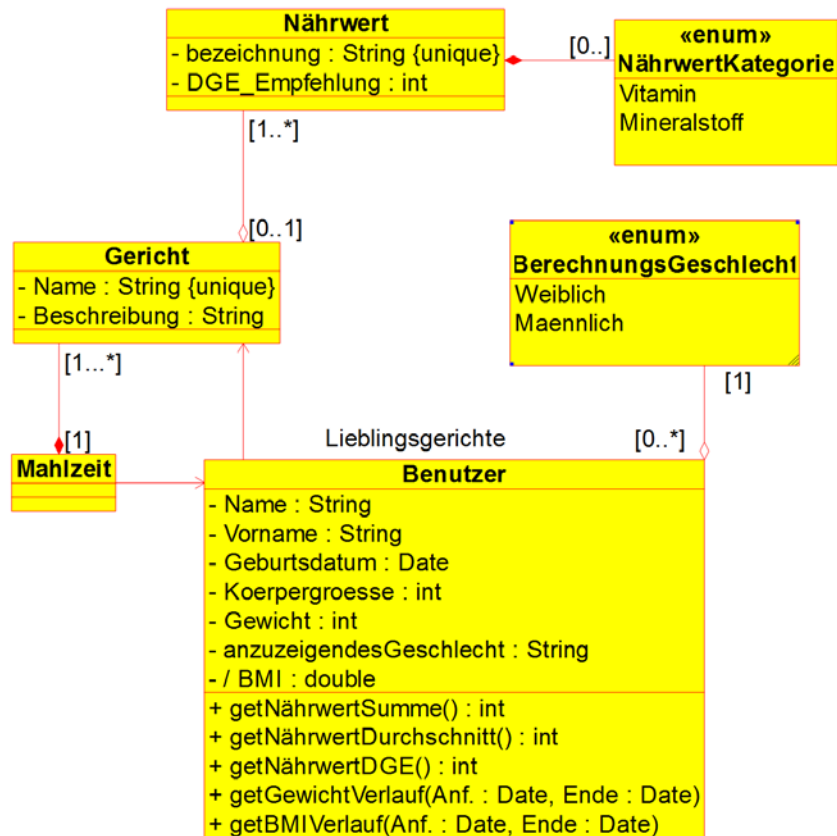 Nährwert
- bezeichnung : String {unique}
- DGE_Empfehlung : int
[0..]
«enum»
NährwertKategorie
Vitamin
Mineralstoff
[1..*]
[0..1]
Gericht
- Name : String {unique}
- Beschreibung : String
«enum»
BerechnungsGeschlecht
Weiblich
Maennlich
[1...*]
[1]
[1]
Mahlzeit
Lieblingsgerichte
[0..*]
Benutzer
- Name : String
- Vorname : String
- Geburtsdatum : Date
- Koerpergroesse : int
- Gewicht : int
- anzuzeigendesGeschlecht : String
- / BMI : double
+ getNährwertSumme() : int
+ getNährwertDurchschnitt() : int
+ getNährwertDGE() : int
+ getGewichtVerlauf(Anf. : Date, Ende : Date)
+ getBMIVerlauf(Anf. : Date, Ende : Date)